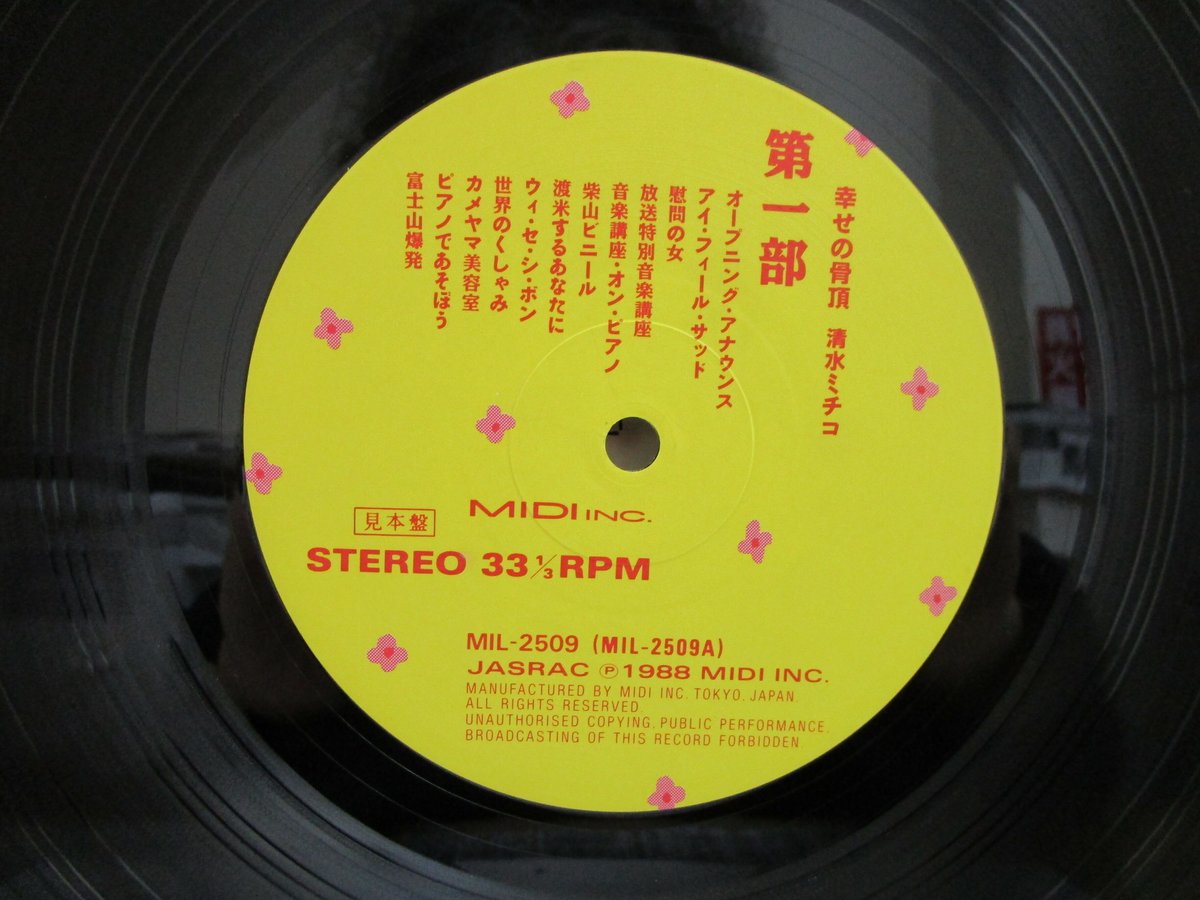 幸せの骨頂 清水ミチコ
第一部
オープニング・アナウンス
アイ・フィール・サッド
慰問の女
放送特別音楽講座
音楽講座・オン・ピアノ
柴山ビニール
渡米するあなたに
ウィ・セ・シ・ボン
世界のくしゃみ
カメヤマ美容室
ピアノであそぼう
富士山爆発
MIDI INC.
見本盤
STEREO 33 1/3 RPM
MIL-2509 (MIL-2509A)
JASRAC Ⓟ1988 MIDI INC.
MANUFACTURED BY MIDI INC. TOKYO. JAPAN.
ALL RIGHTS RESERVED.
UNAUTHORISED COPYING. PUBLIC PERFORMANCE.
BROADCASTING OF THIS RECORD FORBIDDEN.